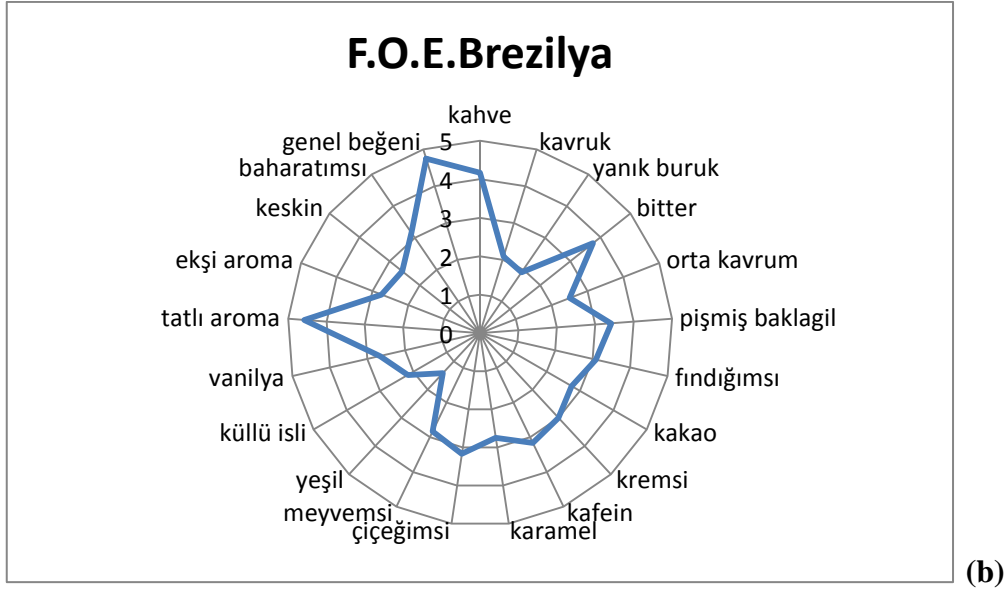 F.O.E.Brezilya
kahve
kavruk
yanık buruk
bitter
orta kavrum
pişmiş baklagil
fındığımsı
kakao
kremsi
kafein
karamel
çiçeğimsi
meyvemsi
yeşil
küllü isli
vanilya
tatlı aroma
ekşi aroma
keskin
baharatımsı
genel beğeni
5
4
3
2
1
0
(b)